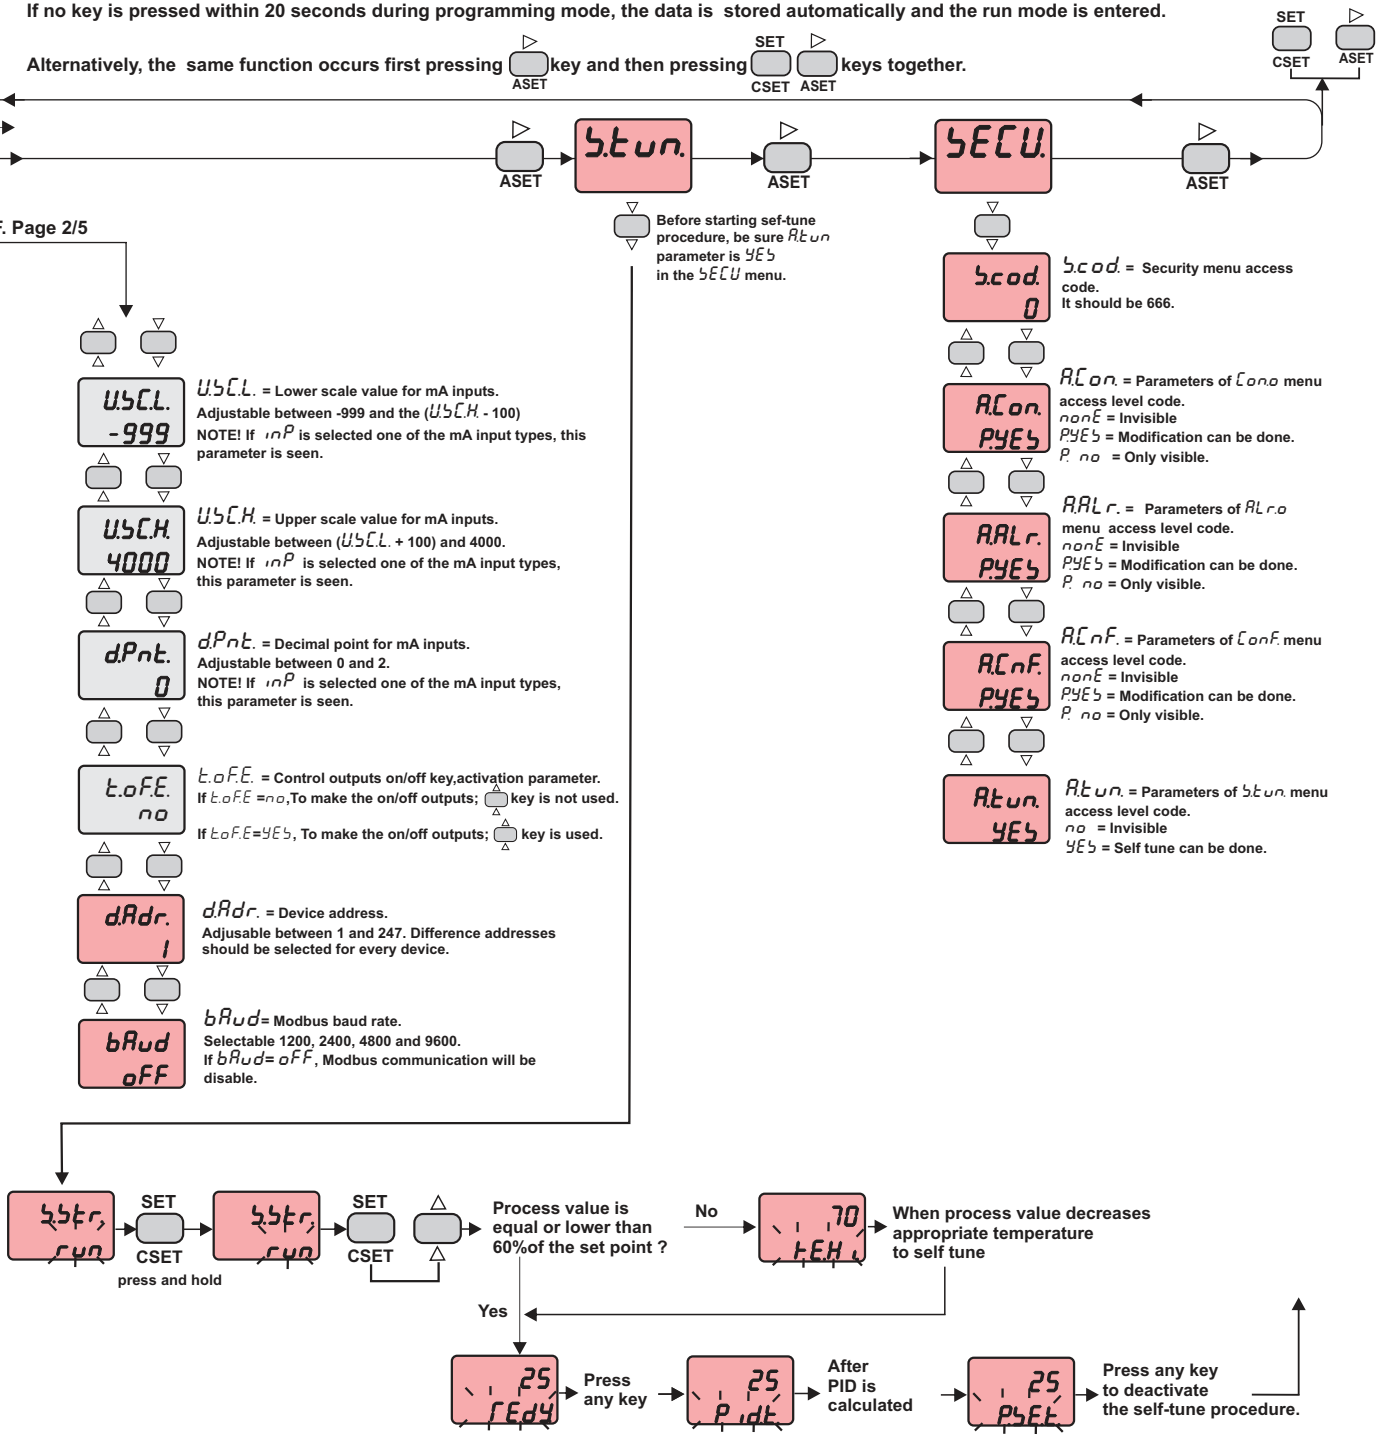 If no key is pressed within 20 seconds during programming mode, the data is stored automatically and the run mode is entered.
SET
CSET
ASET
Alternatively, the same function occurs first pressing ASET key and then pressing SET CSET ASET keys together.
ASET
S.tun.
ASET
SECU.
ASET
F. Page 2/5
Before starting sef-tune
procedure, be sure A.tun
parameter is YES
in the SECU menu.
S.cod.
0
S.cod. = Security menu access
code.
It should be 666.
U.SC.L.
-999
U.SC.L. = Lower scale value for mA inputs.
Adjustable between -999 and the (U.SC.H. - 100)
NOTE! If inP is selected one of the mA input types, this
parameter is seen.
A.Con.
P.YES
A.Con. = Parameters of Con.o menu
access level code.
nonE = Invisible
P.YES = Modification can be done.
P. no = Only visible.
U.SC.H.
4000
U.SC.H. = Upper scale value for mA inputs.
Adjustable between (U.SC.L. + 100) and 4000.
NOTE! If inP is selected one of the mA input types,
this parameter is seen.
A.ALr.
P.YES
A.ALr. = Parameters of ALr.o
menu access level code.
nonE = Invisible
P.YES = Modification can be done.
P. no = Only visible.
d.Pnt.
0
d.Pnt. = Decimal point for mA inputs.
Adjustable between 0 and 2.
NOTE! If inP is selected one of the mA input types,
this parameter is seen.
A.CnF.
P.YES
A.CnF. = Parameters of ConF. menu
access level code.
nonE = Invisible
P.YES = Modification can be done.
P. no = Only visible.
t.oF.E.
no
t.oF.E. = Control outputs on/off key,activation parameter.
If t.oF.E =no,To make the on/off outputs; key is not used.
If t.oF.E=YES, To make the on/off outputs; key is used.
A.tun.
YES
A.tun. = Parameters of S.tun. menu
access level code.
no = Invisible
YES = Self tune can be done.
d.Adr.
1
d.Adr. = Device address.
Adjusable between 1 and 247. Difference addresses
should be selected for every device.
bAud
oFF
bAud= Modbus baud rate.
Selectable 1200, 2400, 4800 and 9600.
If bAud= oFF, Modbus communication will be
disable.
S.Str.
run
SET
CSET
press and hold
S.Str.
run
SET
CSET
Process value is
equal or lower than
60%of the set point ?
No
70
t.E.Hi
When process value decreases
appropriate temperature
to self tune
Yes
25
rEdY
Press
any key
25
Pid.t
After
PID is
calculated
25
P.SE.t
Press any key
to deactivate
the self-tune procedure.